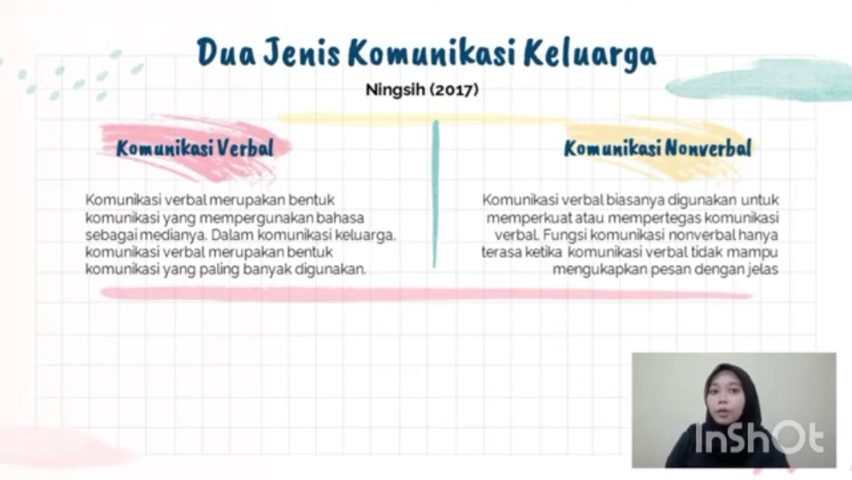 Dua Jenis Komunikasi Keluarga
Ningsih (2017)
Komunikasi Verbal
Komunikasi verbal merupakan bentuk
komunikasi yang mempergunakan bahasa
sebagai medianya. Dalam komunikasi keluarga,
komunikasi verbal merupakan bentuk
komunikasi yang paling banyak digunakan.
Komunikasi Nonverbal
Komunikasi verbal biasanya digunakan untuk
memperkuat atau mempertegas komunikasi
verbal. Fungsi komunikasi nonverbal hanya
terasa ketika komunikasi verbal tidak mampu
mengukapkan pesan dengan jelas
InShOt